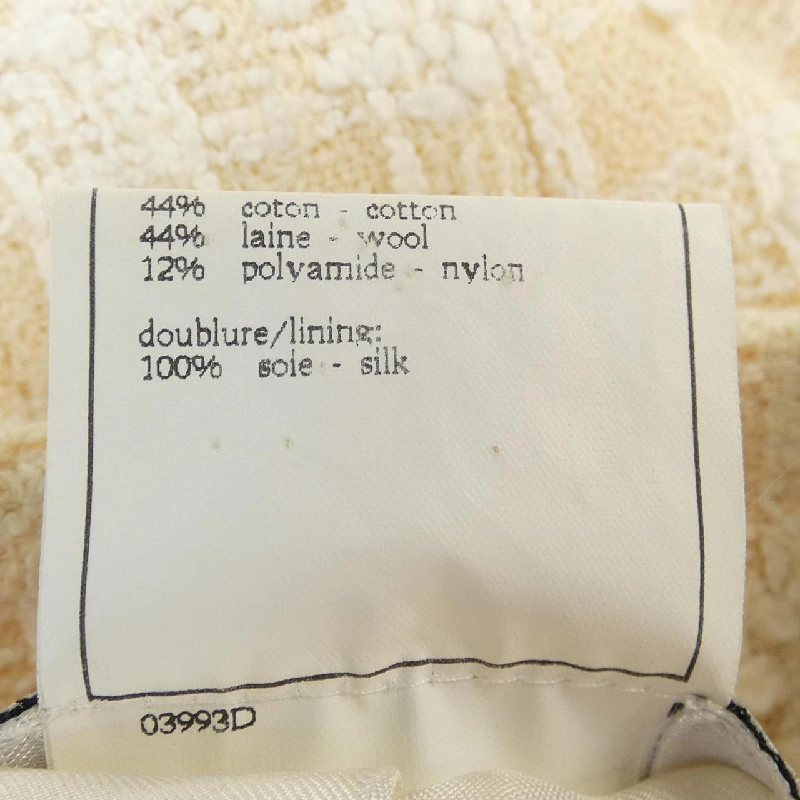 44% coton - cotton
44% laine - wool
12% polyamide - nylon
doublure/lining:
100% soie - silk
03993D